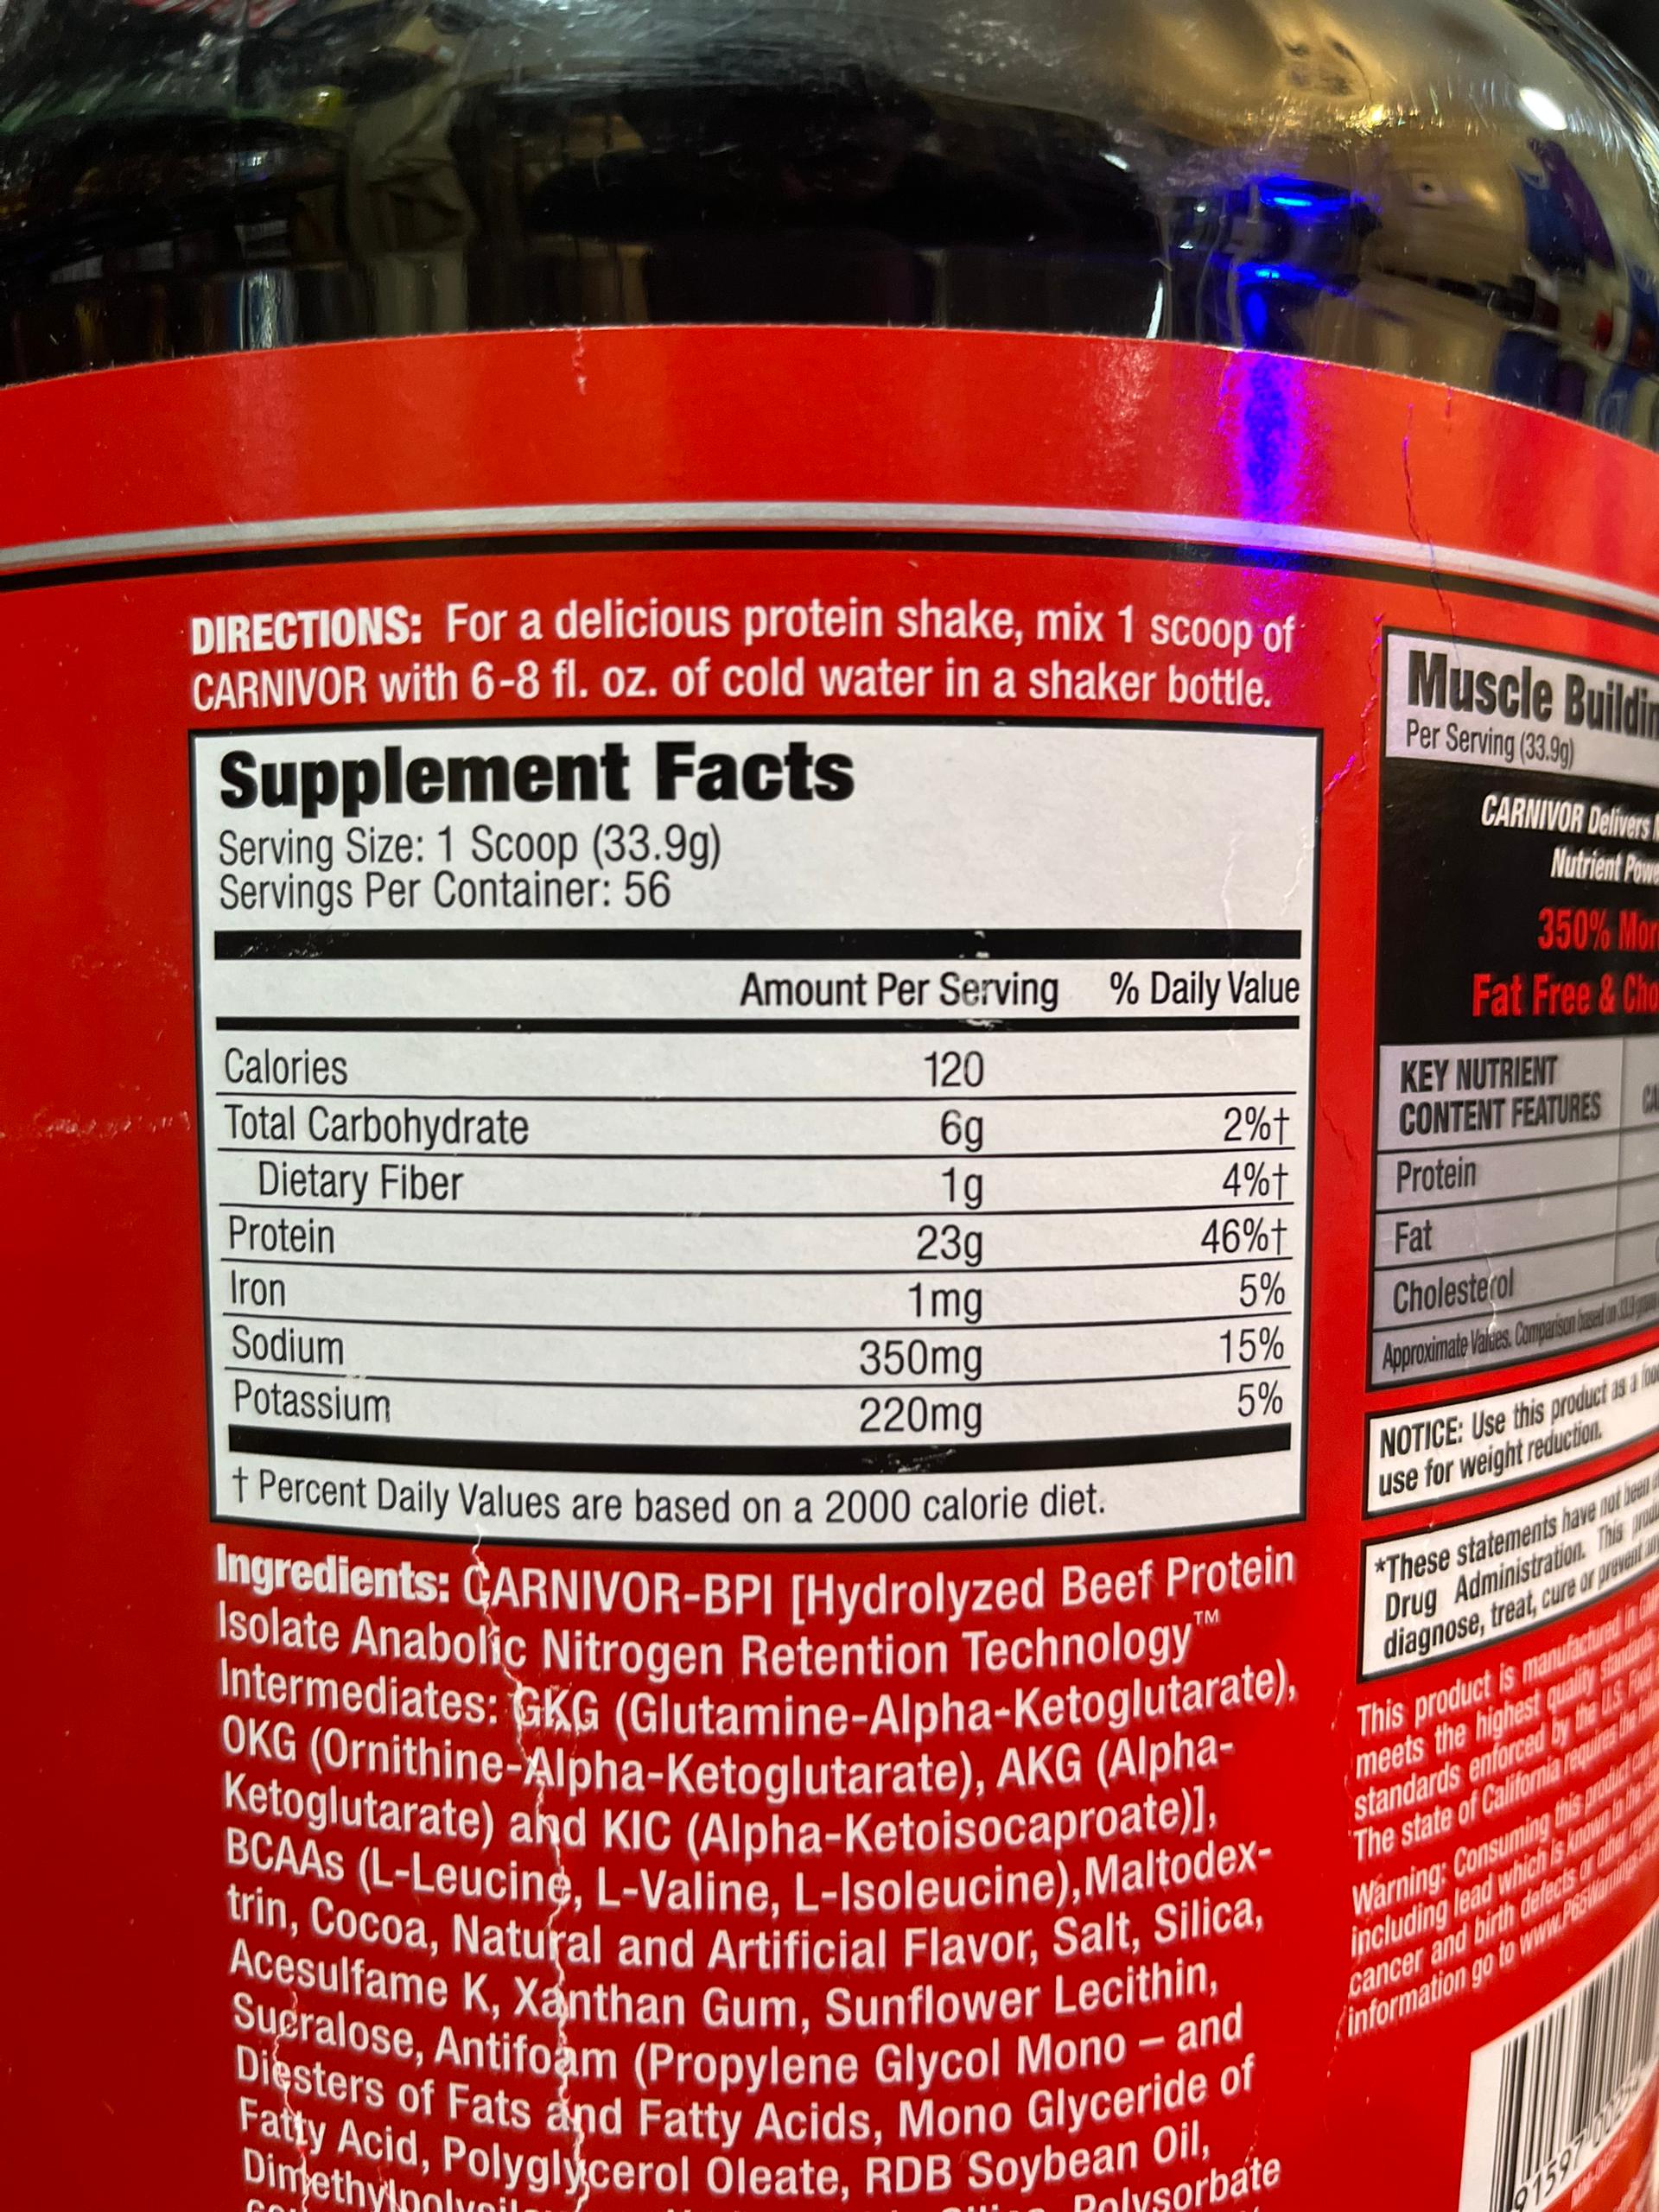 DIRECTIONS: For a delicious protein shake, mix 1 scoop of
CARNIVOR with 6-8 fl. oz. of cold water in a shaker bottle.
Supplement Facts
Serving Size: 1 Scoop (33.9g)
Servings Per Container: 56
Amount Per Serving % Daily Value
Calories 120
Total Carbohydrate 6g 2%†
Dietary Fiber 1g 4%†
Protein 23g 46%†
Iron 1mg 5%
Sodium 350mg 15%
Potassium 220mg 5%
† Percent Daily Values are based on a 2000 calorie diet.
Ingredients: CARNIVOR-BPI [Hydrolyzed Beef Protein
Isolate Anabolic Nitrogen Retention Technology™
Intermediates: GKG (Glutamine-Alpha-Ketoglutarate),
OKG (Ornithine-Alpha-Ketoglutarate), AKG (Alpha-
Ketoglutarate) and KIC (Alpha-Ketoisocaproate)],
BCAAs (L-Leucine, L-Valine, L-Isoleucine),Maltodex-
trin, Cocoa, Natural and Artificial Flavor, Salt, Silica,
Acesulfame K, Xanthan Gum, Sunflower Lecithin,
Sucralose, Antifoam (Propylene Glycol Mono – and
Diesters of Fats and Fatty Acids, Mono Glyceride of
Fatty Acid, Polyglycerol Oleate, RDB Soybean Oil,
Polysorbate
Muscle
Per Serving (33.9g)
CARNIVOR Delivers
Nutrient
350%
Fat Free &
KEY NUTRIENT
CONTENT FEATURES
Protein
Fat
Cholesterol
Approximate Values. Comparison based on
NOTICE: Use this product as a
use for weight reduction.
*These statements have not been
Drug Administration. This
diagnose, treat, cure or prevent
This product is manufactured in
meets the highest quality
standards enforced by the U.S.
The state of California requires the
Warning: Consuming this product can
including lead which is known to the
cancer and birth defects or other
information go to
91597